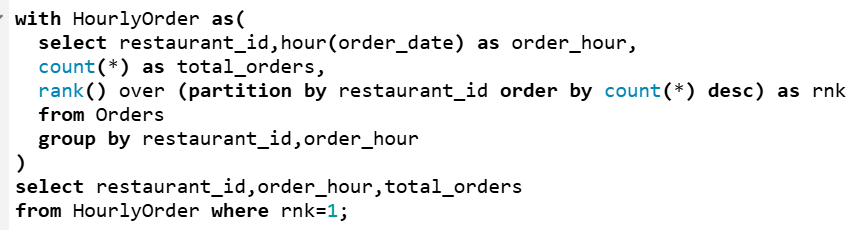 with HourlyOrder as(
select restaurant_id,hour(order_date) as order_hour,
count(*) as total_orders,
rank() over (partition by restaurant_id order by count(*) desc) as rnk
from Orders
group by restaurant_id,order_hour
)
select restaurant_id,order_hour,total_orders
from HourlyOrder where rnk=1;